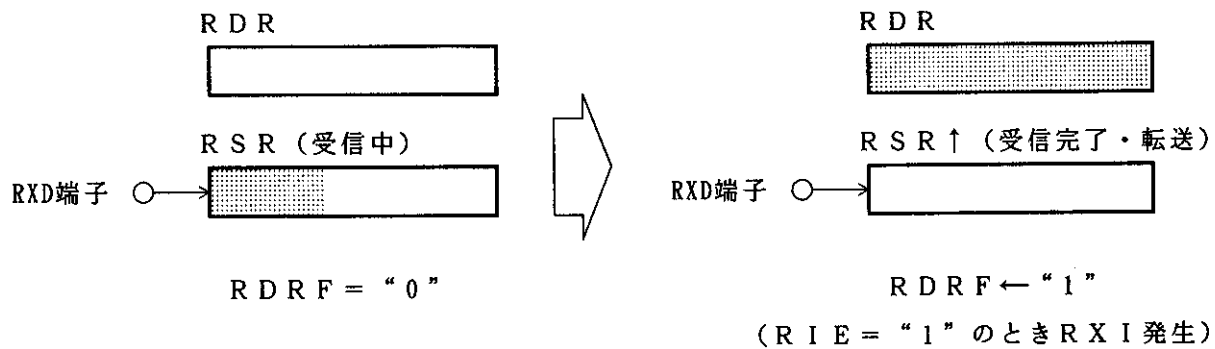 RDR
RSR(受信中)
RXD端子
RDRF=“0”
RDR
RSR↑(受信完了・転送)
RXD端子
RDRF←“1”
(RIE=“1”のときRXI発生)